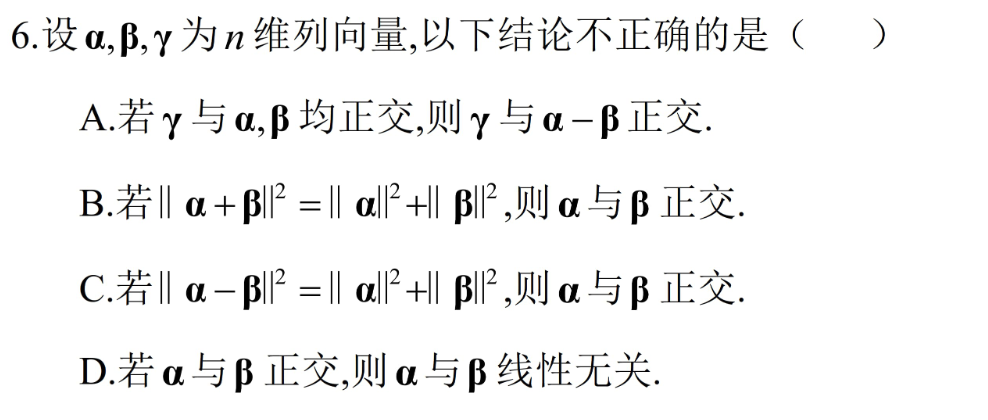 6.设α,β,γ为n维列向量,以下结论不正确的是（　　）
A.若γ与α,β均正交,则γ与α−β正交.
B.若‖α+β‖²=‖α‖²+‖β‖²,则α与β正交.
C.若‖α−β‖²=‖α‖²+‖β‖²,则α与β正交.
D.若α与β正交,则α与β线性无关.